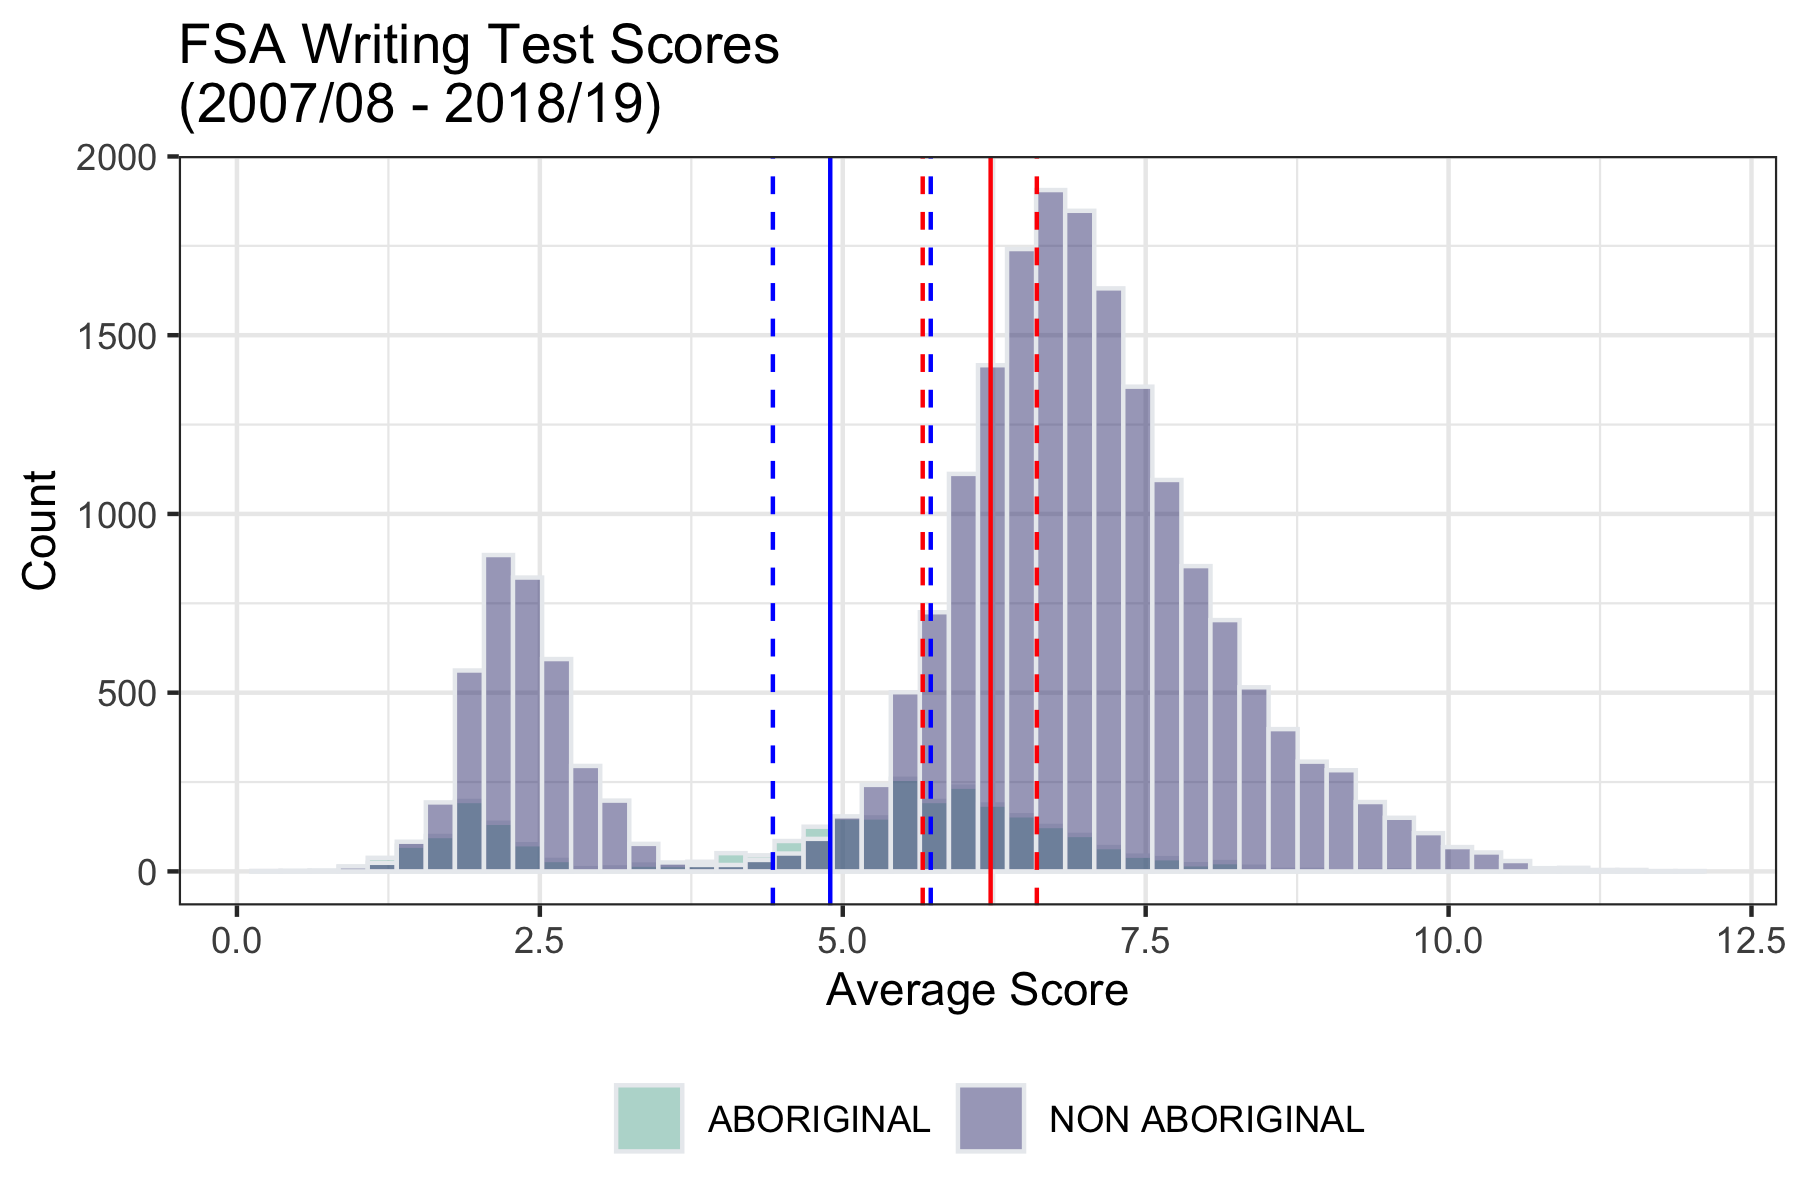 FSA Writing Test Scores
(2007/08 - 2018/19)
2000
1500
1000
500
0
Count
0.0 2.5 5.0 7.5 10.0 12.5
Average Score
ABORIGINAL NON ABORIGINAL